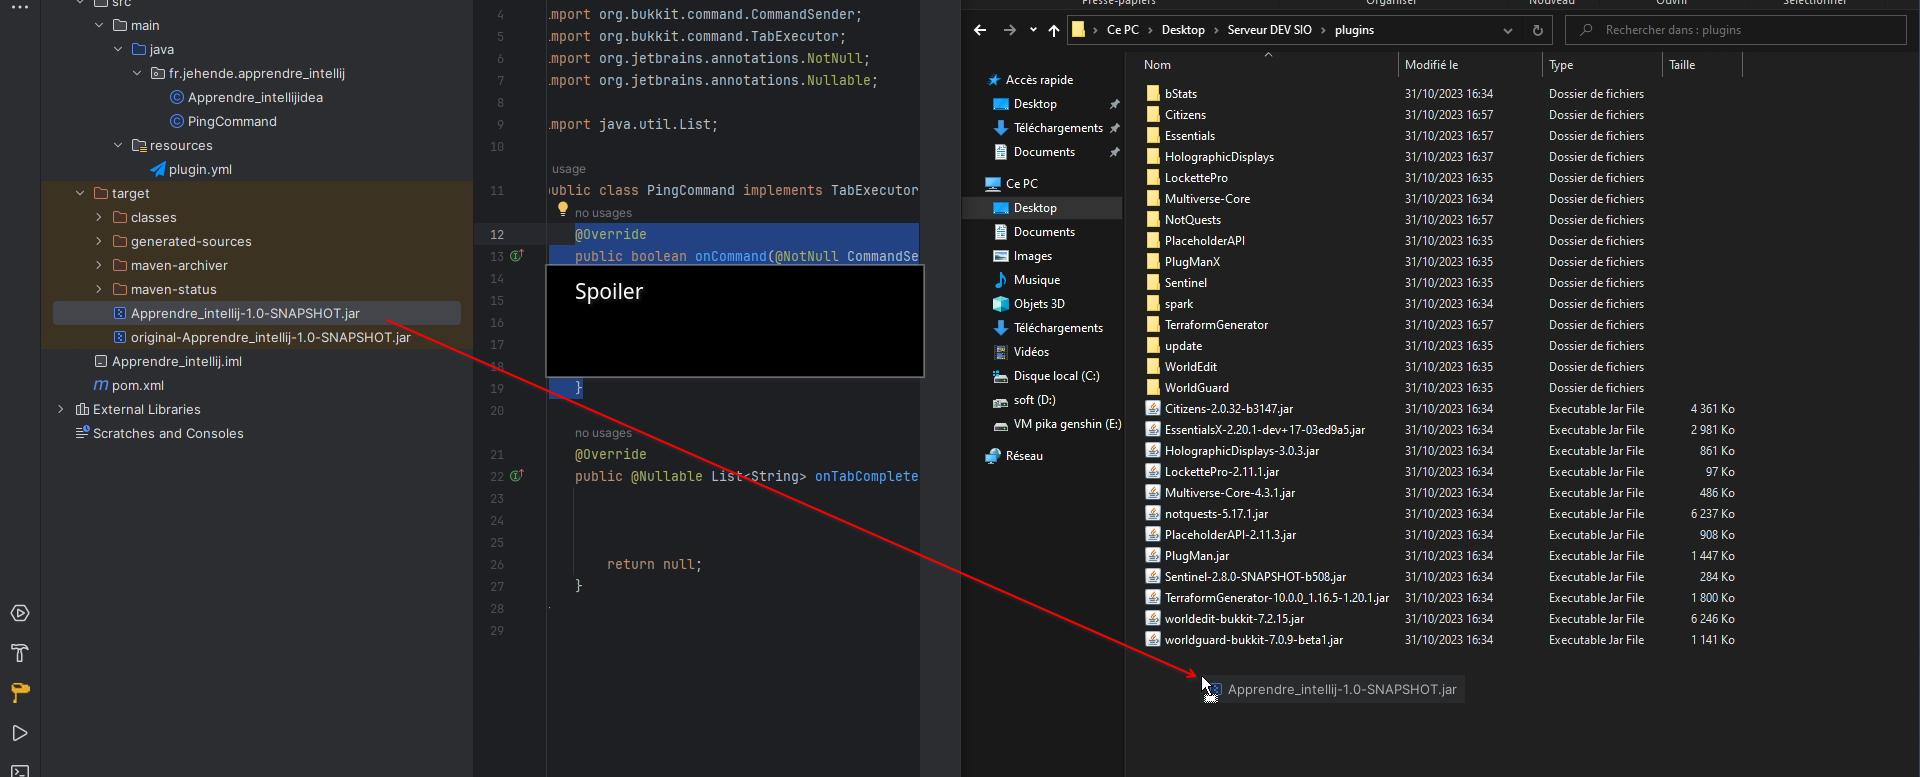 src
main
java
fr.jehende.apprendre_intellij
Apprendre_intellijidea
PingCommand
resources
plugin.yml
target
classes
generated-sources
maven-archiver
maven-status
Apprendre_intellij-1.0-SNAPSHOT.jar
original-Apprendre_intellij-1.0-SNAPSHOT.jar
Apprendre_intellij.iml
pom.xml
External Libraries
Scratches and Consoles
4 mport org.bukkit.command.CommandSender;
5 mport org.bukkit.command.TabExecutor;
6 mport org.jetbrains.annotations.NotNull;
7 mport org.jetbrains.annotations.Nullable;
8
9 mport java.util.List;
10
usage
11 ublic class PingCommand implements TabExecutor
no usages
12 @Override
13 public boolean onCommand(@NotNull CommandSe
14
Spoiler
15
16
17
18
19 }
20
no usages
21 @Override
22 public @Nullable List<String> onTabComplete
23
24
25
26 return null;
27 }
28
29
Presse-papiers Organiser Nouveau Ouvrir Sélectionner
Ce PC > Desktop > Serveur DEV SIO > plugins
Rechercher dans : plugins
Accès rapide
Desktop
Téléchargements
Documents
Ce PC
Desktop
Documents
Images
Musique
Objets 3D
Téléchargements
Vidéos
Disque local (C:)
soft (D:)
VM pika genshin (E:)
Réseau
Nom Modifié le Type Taille
bStats 31/10/2023 16:34 Dossier de fichiers
Citizens 31/10/2023 16:57 Dossier de fichiers
Essentials 31/10/2023 16:57 Dossier de fichiers
HolographicDisplays 31/10/2023 16:37 Dossier de fichiers
LockettePro 31/10/2023 16:35 Dossier de fichiers
Multiverse-Core 31/10/2023 16:34 Dossier de fichiers
NotQuests 31/10/2023 16:57 Dossier de fichiers
PlaceholderAPI 31/10/2023 16:35 Dossier de fichiers
PlugManX 31/10/2023 16:35 Dossier de fichiers
Sentinel 31/10/2023 16:35 Dossier de fichiers
spark 31/10/2023 16:34 Dossier de fichiers
TerraformGenerator 31/10/2023 16:57 Dossier de fichiers
update 31/10/2023 16:35 Dossier de fichiers
WorldEdit 31/10/2023 16:35 Dossier de fichiers
WorldGuard 31/10/2023 16:35 Dossier de fichiers
Citizens-2.0.32-b3147.jar 31/10/2023 16:34 Executable Jar File 4 361 Ko
EssentialsX-2.20.1-dev+17-03ed9a5.jar 31/10/2023 16:34 Executable Jar File 2 981 Ko
HolographicDisplays-3.0.3.jar 31/10/2023 16:34 Executable Jar File 861 Ko
LockettePro-2.11.1.jar 31/10/2023 16:34 Executable Jar File 97 Ko
Multiverse-Core-4.3.1.jar 31/10/2023 16:34 Executable Jar File 486 Ko
notquests-5.17.1.jar 31/10/2023 16:34 Executable Jar File 6 237 Ko
PlaceholderAPI-2.11.3.jar 31/10/2023 16:34 Executable Jar File 908 Ko
PlugMan.jar 31/10/2023 16:34 Executable Jar File 1 447 Ko
Sentinel-2.8.0-SNAPSHOT-b508.jar 31/10/2023 16:34 Executable Jar File 284 Ko
TerraformGenerator-10.0.0_1.16.5-1.20.1.jar 31/10/2023 16:34 Executable Jar File 1 800 Ko
worldedit-bukkit-7.2.15.jar 31/10/2023 16:34 Executable Jar File 6 246 Ko
worldguard-bukkit-7.0.9-beta1.jar 31/10/2023 16:34 Executable Jar File 1 141 Ko
Apprendre_intellij-1.0-SNAPSHOT.jar